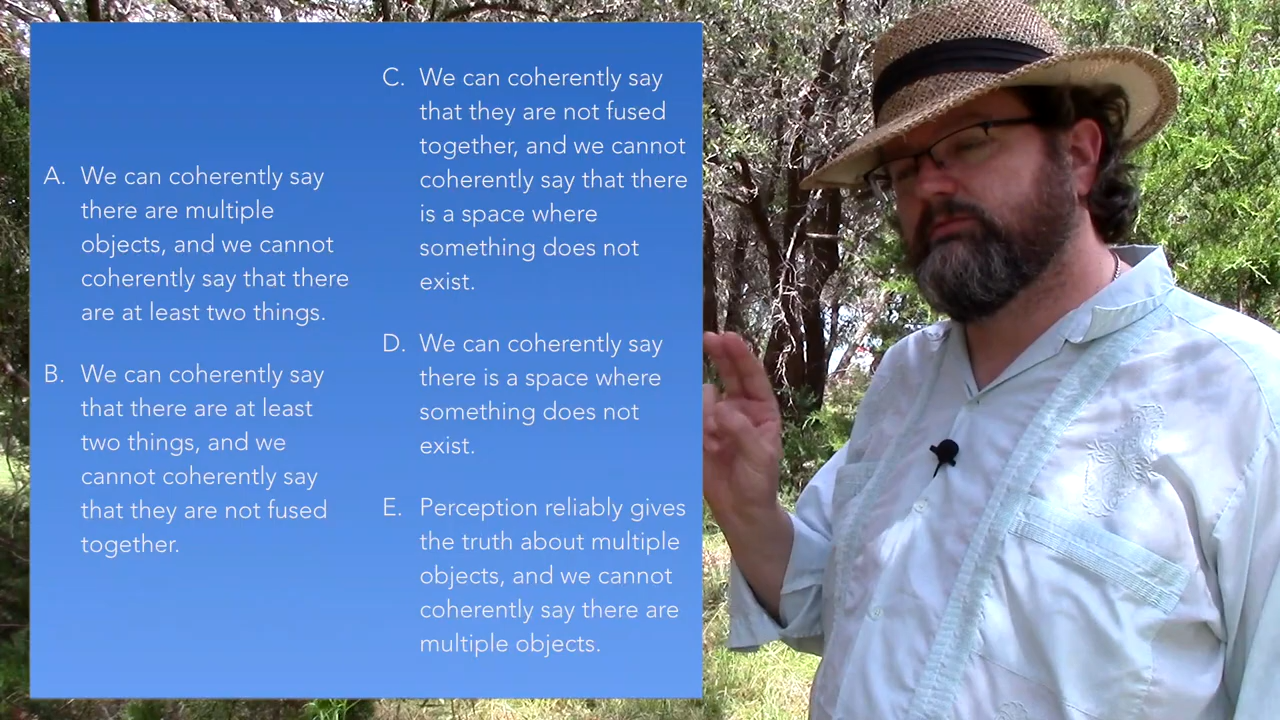 A. We can coherently say
there are multiple
objects, and we cannot
coherently say that there
are at least two things.
B. We can coherently say
that there are at least
two things, and we
cannot coherently say
that they are not fused
together.
C. We can coherently say
that they are not fused
together, and we cannot
coherently say that there
is a space where
something does not
exist.
D. We can coherently say
there is a space where
something does not
exist.
E. Perception reliably gives
the truth about multiple
objects, and we cannot
coherently say there are
multiple objects.